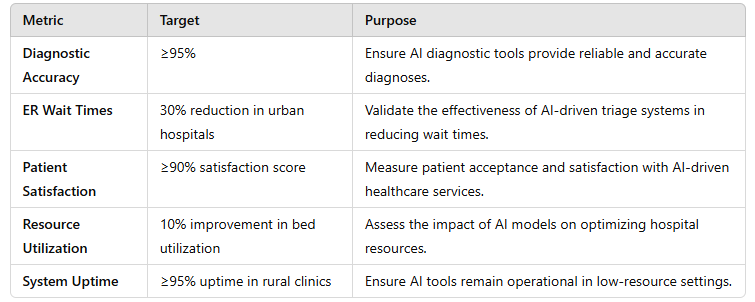 Metric Target Purpose
Diagnostic ≥95% Ensure AI diagnostic tools provide reliable and accurate
Accuracy diagnoses.
ER Wait Times 30% reduction in urban Validate the effectiveness of AI-driven triage systems in
hospitals reducing wait times.
Patient ≥90% satisfaction score Measure patient acceptance and satisfaction with AI-driven
Satisfaction healthcare services.
Resource 10% improvement in bed Assess the impact of AI models on optimizing hospital
Utilization utilization resources.
System Uptime ≥95% uptime in rural clinics Ensure AI tools remain operational in low-resource settings.